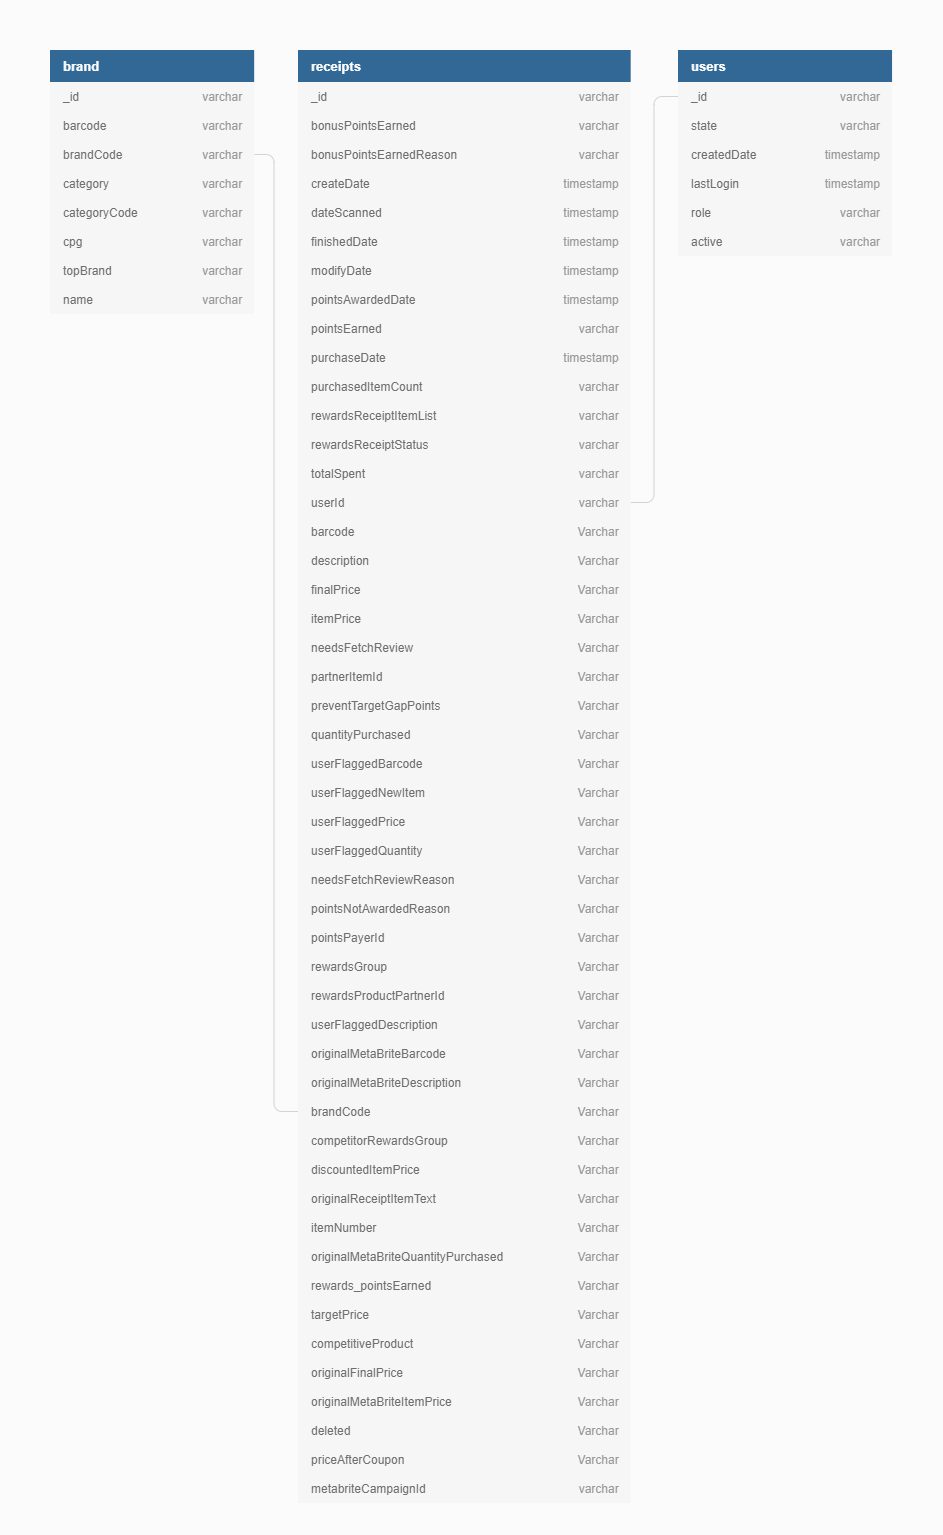 brand
_id varchar
barcode varchar
brandCode varchar
category varchar
categoryCode varchar
cpg varchar
topBrand varchar
name varchar
receipts
_id varchar
bonusPointsEarned varchar
bonusPointsEarnedReason varchar
createDate timestamp
dateScanned timestamp
finishedDate timestamp
modifyDate timestamp
pointsAwardedDate timestamp
pointsEarned varchar
purchaseDate timestamp
purchasedItemCount varchar
rewardsReceiptItemList varchar
rewardsReceiptStatus varchar
totalSpent varchar
userId varchar
barcode Varchar
description Varchar
finalPrice Varchar
itemPrice Varchar
needsFetchReview Varchar
partnerItemId Varchar
preventTargetGapPoints Varchar
quantityPurchased Varchar
userFlaggedBarcode Varchar
userFlaggedNewItem Varchar
userFlaggedPrice Varchar
userFlaggedQuantity Varchar
needsFetchReviewReason Varchar
pointsNotAwardedReason Varchar
pointsPayerId Varchar
rewardsGroup Varchar
rewardsProductPartnerId Varchar
userFlaggedDescription Varchar
originalMetaBriteBarcode Varchar
originalMetaBriteDescription Varchar
brandCode Varchar
competitorRewardsGroup Varchar
discountedItemPrice Varchar
originalReceiptItemText Varchar
itemNumber Varchar
originalMetaBriteQuantityPurchased Varchar
rewards_pointsEarned Varchar
targetPrice Varchar
competitiveProduct Varchar
originalFinalPrice Varchar
originalMetaBriteItemPrice Varchar
deleted Varchar
priceAfterCoupon Varchar
metabriteCampaignId varchar
users
_id varchar
state varchar
createdDate timestamp
lastLogin timestamp
role varchar
active varchar